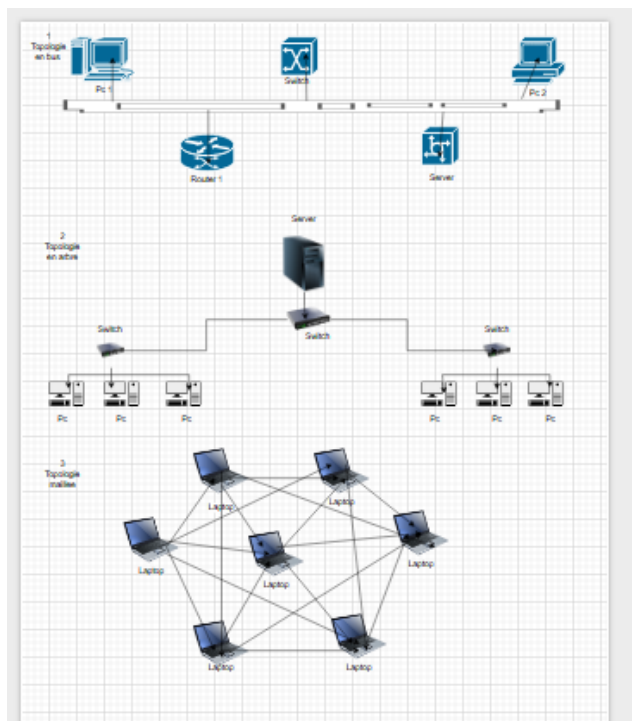 1
Topologie
en bus
Pc 1
Switch
Pc 2
Router 1
Server
2
Topologie
en arbre
Server
Switch
Switch
Switch
Pc
Pc
Pc
Pc
Pc
Pc
3
Topologie
maillee
Laptop
Laptop
Laptop
Laptop
Laptop
Laptop
Laptop